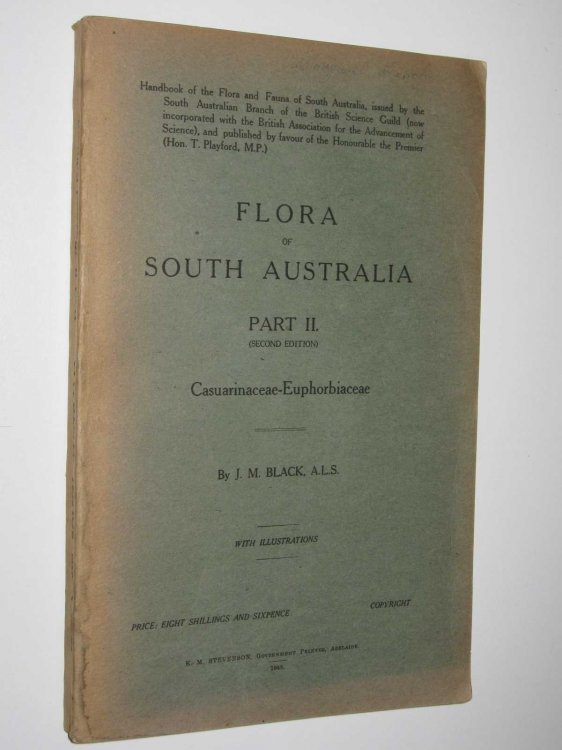 Handbook of the Flora and Fauna of South Australia, issued by the
South Australian Branch of the British Science Guild (now
incorporated with the British Association for the Advancement of
Science), and published by favour of the Honourable the Premier
(Hon. T. Playford, M.P.)
FLORA
OF
SOUTH AUSTRALIA
PART II.
(SECOND EDITION)
Casuarinaceae-Euphorbiaceae
By J. M. BLACK, A.L.S.
WITH ILLUSTRATIONS
PRICE: EIGHT SHILLINGS AND SIXPENCE. COPYRIGHT
K. M. STEVENSON, GOVERNMENT PRINTER, ADELAIDE.